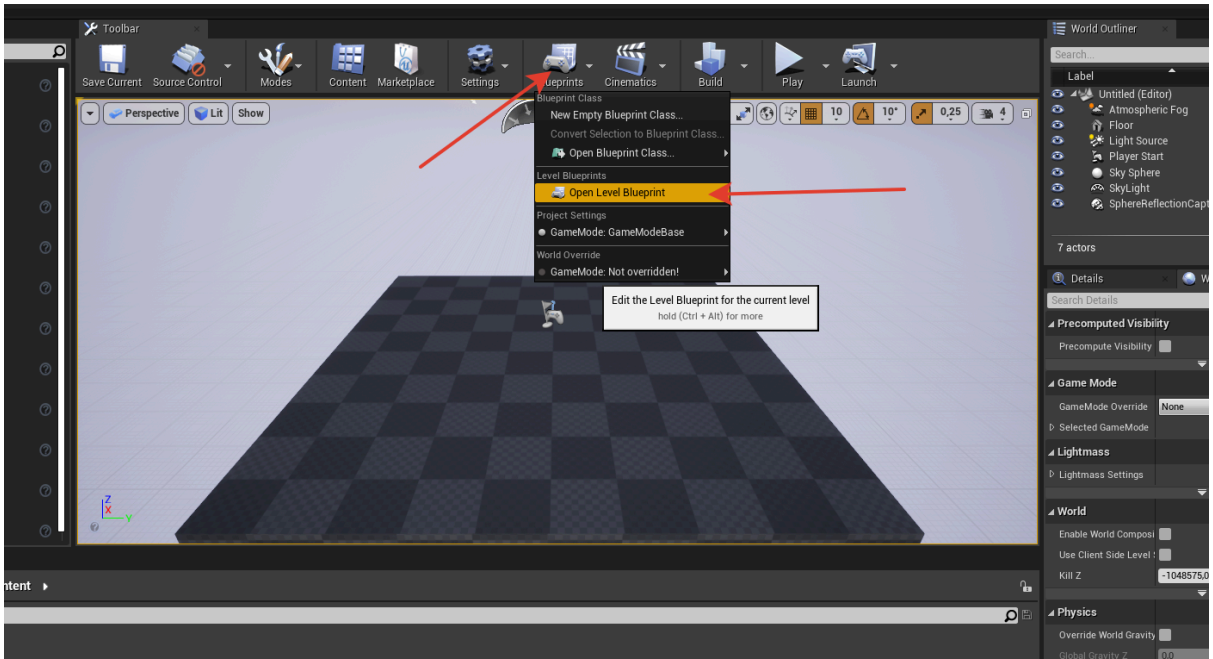 Toolbar
Save Current
Source Control
Modes
Content
Marketplace
Settings
Blueprints
Cinematics
Build
Play
Launch
Perspective
Lit
Show
10
10°
0,25
4
Blueprint Class
New Empty Blueprint Class...
Convert Selection to Blueprint Class...
Open Blueprint Class...
Level Blueprints
Open Level Blueprint
Project Settings
GameMode: GameModeBase
World Override
GameMode: Not overridden!
Edit the Level Blueprint for the current level
hold (Ctrl + Alt) for more
Z
X
Y
ntent
World Outliner
Search...
Label
Untitled (Editor)
Atmospheric Fog
Floor
Light Source
Player Start
Sky Sphere
SkyLight
SphereReflectionCapt
7 actors
Details
W
Search Details
Precomputed Visibility
Precompute Visibility
Game Mode
GameMode Override
None
Selected GameMode
Lightmass
Lightmass Settings
World
Enable World Composi
Use Client Side Level
Kill Z
-1048575,0
Physics
Override World Gravity
Global Gravity Z
0,0